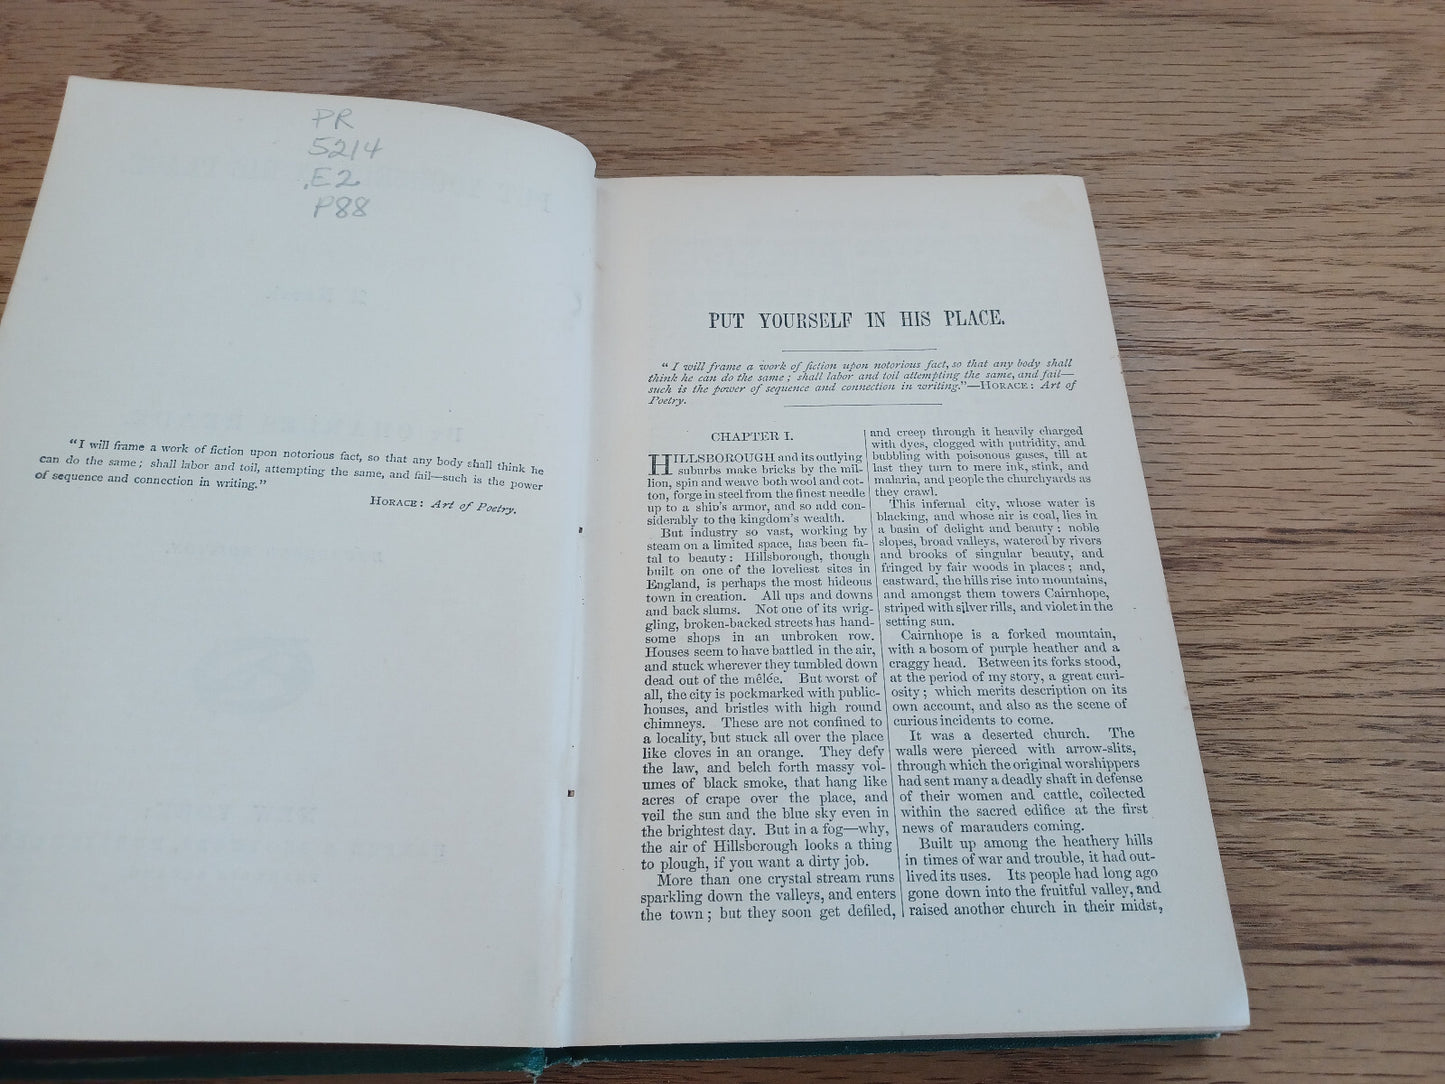 PR
5214
.E2
P88
"I will frame a work of fiction upon notorious fact, so that any body shall think he
can do the same; shall labor and toil, attempting the same, and fail—such is the power
of sequence and connection in writing."
HORACE: Art of Poetry.
PUT YOURSELF IN HIS PLACE.
"I will frame a work of fiction upon notorious fact, so that any body shall
think he can do the same; shall labor and toil attempting the same, and fail—
such is the power of sequence and connection in writing."—HORACE: Art of
Poetry.
CHAPTER I.
HILLSBOROUGH and its outlying
suburbs make bricks by the mil-
lion, spin and weave both wool and cot-
ton, forge in steel from the finest needle
up to a ship's armor, and so add con-
siderably to the kingdom's wealth.
But industry so vast, working by
steam on a limited space, has been fa-
tal to beauty: Hillsborough, though
built on one of the loveliest sites in
England, is perhaps the most hideous
town in creation. All ups and downs
and back slums. Not one of its wrig-
gling, broken-backed streets has hand-
some shops in an unbroken row.
Houses seem to have battled in the air,
and stuck wherever they tumbled down
dead out of the mêlée. But worst of
all, the city is pockmarked with public-
houses, and bristles with high round
chimneys. These are not confined to
a locality, but stuck all over the place
like cloves in an orange. They defy
the law, and belch forth massy vol-
umes of black smoke, that hang like
acres of crape over the place, and
veil the sun and the blue sky even in
the brightest day. But in a fog—why,
the air of Hillsborough looks a thing
to plough, if you want a dirty job.
More than one crystal stream runs
sparkling down the valleys, and enters
the town; but they soon get defiled,
and creep through it heavily charged
with dyes, clogged with putridity, and
bubbling with poisonous gases, till at
last they turn to mere ink, stink, and
malaria, and people the churchyards as
they crawl.
This infernal city, whose water is
blacking, and whose air is coal, lies in
a basin of delight and beauty: noble
slopes, broad valleys, watered by rivers
and brooks of singular beauty, and
fringed by fair woods in places; and,
eastward, the hills rise into mountains,
and amongst them towers Cairnhope,
striped with silver rills, and violet in the
setting sun.
Cairnhope is a forked mountain,
with a bosom of purple heather and a
craggy head. Between its forks stood,
at the period of my story, a great curi-
osity; which merits description on its
own account, and also as the scene of
curious incidents to come.
It was a deserted church. The
walls were pierced with arrow-slits,
through which the original worshippers
had sent many a deadly shaft in defense
of their women and cattle, collected
within the sacred edifice at the first
news of marauders coming.
Built up among the heathery hills
in times of war and trouble, it had out-
lived its uses. Its people had long ago
gone down into the fruitful valley, and
raised another church in their midst,